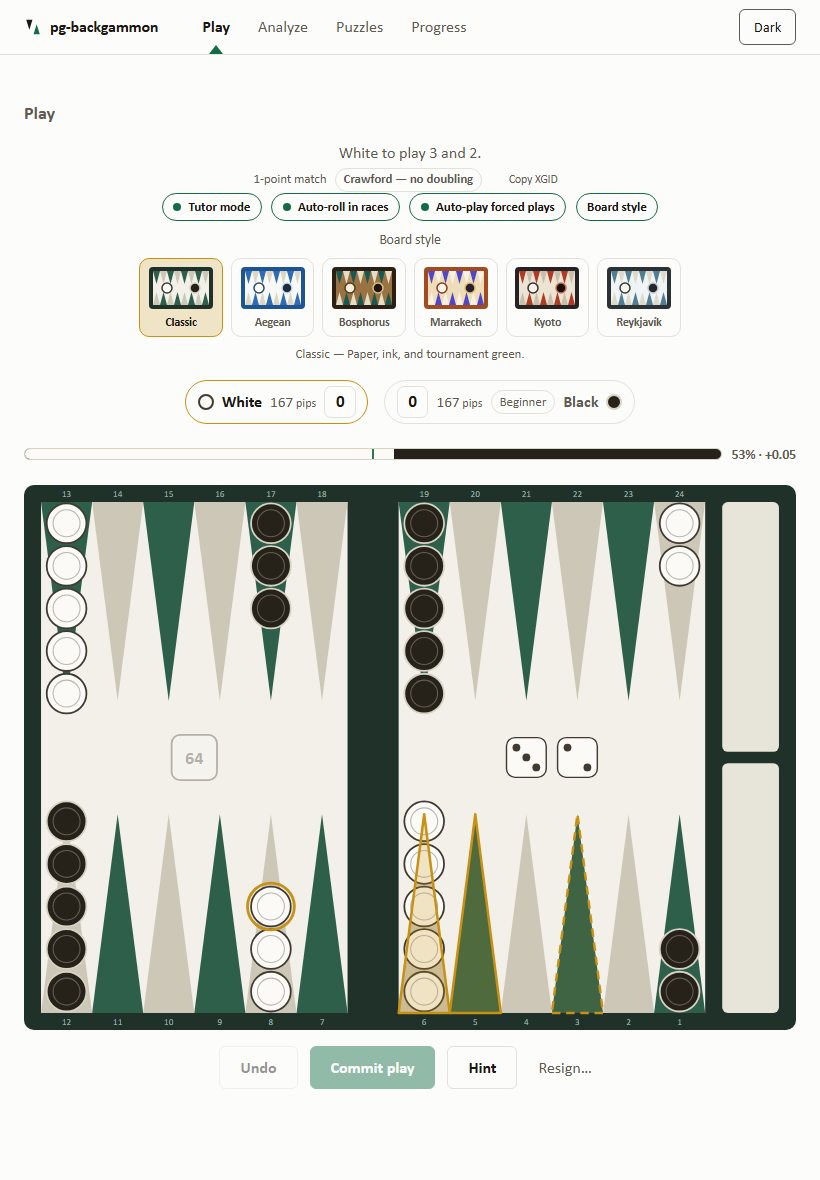 pg-backgammon Play Analyze Puzzles Progress Dark
Play
White to play 3 and 2.
1-point match Crawford — no doubling Copy XGID
Tutor mode Auto-roll in races Auto-play forced plays Board style
Board style
Classic Aegean Bosphorus Marrakech Kyoto Reykjavík
Classic — Paper, ink, and tournament green.
White 167 pips 0 0 167 pips Beginner Black
53% · +0.05
13 14 15 16 17 18 19 20 21 22 23 24
64
12 11 10 9 8 7 6 5 4 3 2 1
Undo Commit play Hint Resign...